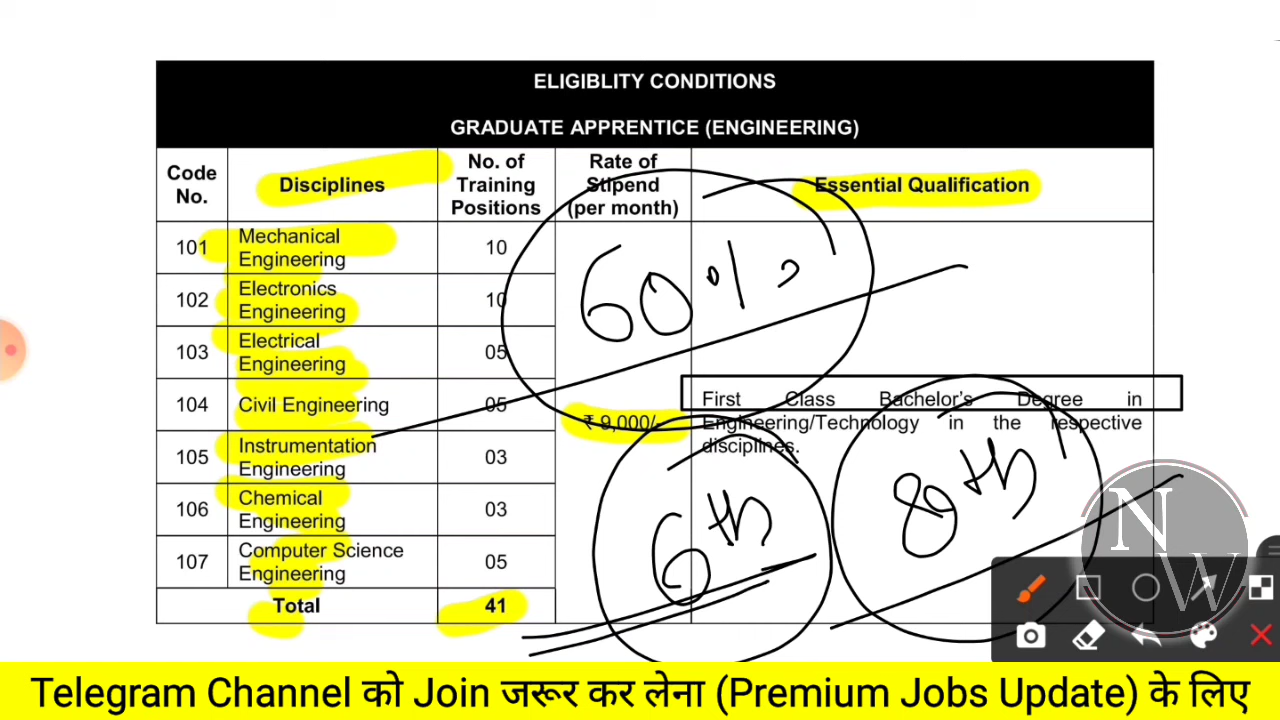 ELIGIBLITY CONDITIONS
GRADUATE APPRENTICE (ENGINEERING)
Code No. Disciplines No. of Training Positions Rate of Stipend (per month) Essential Qualification
101 Mechanical Engineering 10
102 Electronics Engineering 10
103 Electrical Engineering 05
104 Civil Engineering 05
105 Instrumentation Engineering 03
106 Chemical Engineering 03
107 Computer Science Engineering 05
Total 41
₹ 9,000/-
First Class Bachelor's Degree in
Engineering/Technology in the respective
disciplines.
60%
6th
8th
NW
Telegram Channel को Join जरूर कर लेना (Premium Jobs Update) के लिए